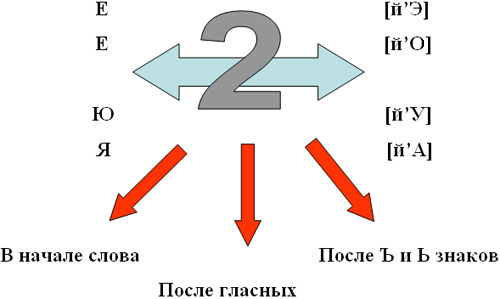 Е 2 [й’Э]
Е [й’О]
Ю [й’У]
Я [й’А]
В начале слова
После гласных
После Ъ и Ь знаков